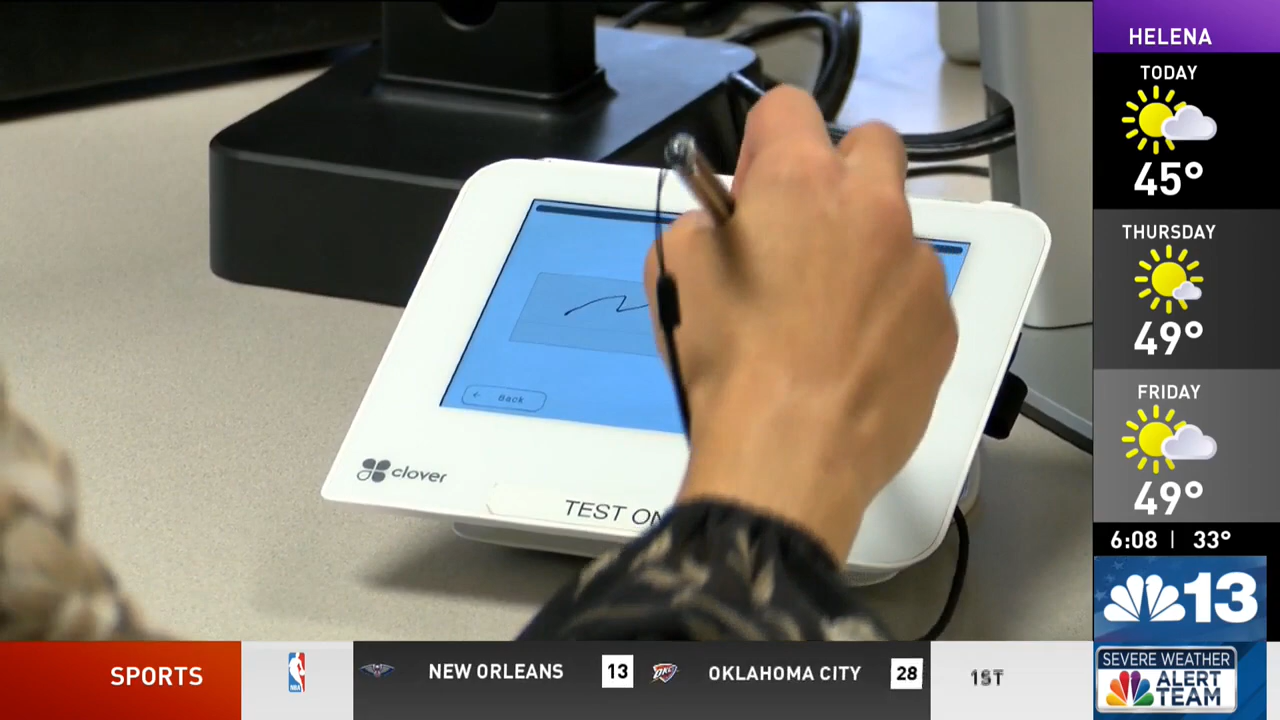 HELENA
TODAY
45°
THURSDAY
49°
FRIDAY
49°
6:08 | 33°
13
SEVERE WEATHER
ALERT
TEAM
Back
clover
TEST
SPORTS
NBA
NEW ORLEANS 13
OKLAHOMA CITY 28
1ST